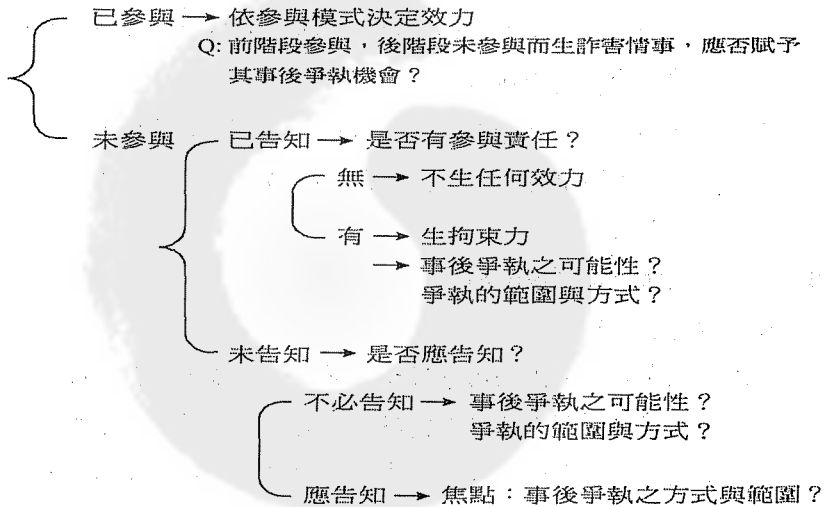 已參與 → 依參與模式決定效力
Q: 前階段參與，後階段未參與而生詐害情事，應否賦予
其事後爭執機會？
未參與
已告知 → 是否有參與責任？
無 → 不生任何效力
有 → 生拘束力
→ 事後爭執之可能性？
爭執的範圍與方式？
未告知 → 是否應告知？
不必告知 → 事後爭執之可能性？
爭執的範圍與方式？
應告知 → 焦點：事後爭執之方式與範圍？